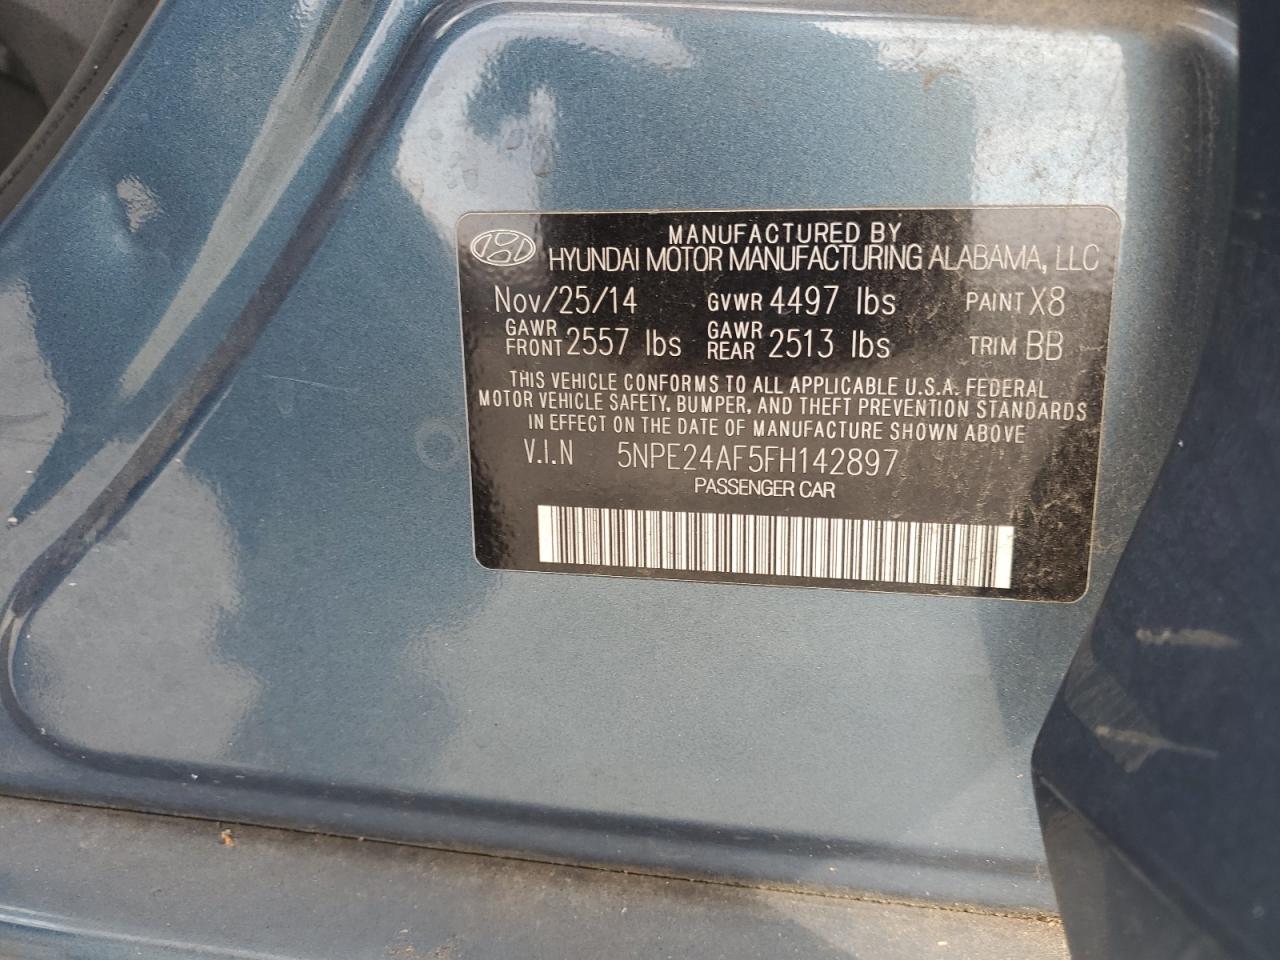 MANUFACTURED BY
HYUNDAI MOTOR MANUFACTURING ALABAMA, LLC
Nov/25/14 GVWR 4497 lbs PAINT X8
GAWR FRONT 2557 lbs GAWR REAR 2513 lbs TRIM BB
THIS VEHICLE CONFORMS TO ALL APPLICABLE U.S.A. FEDERAL
MOTOR VEHICLE SAFETY, BUMPER, AND THEFT PREVENTION STANDARDS
IN EFFECT ON THE DATE OF MANUFACTURE SHOWN ABOVE
V.I.N 5NPE24AF5FH142897
PASSENGER CAR